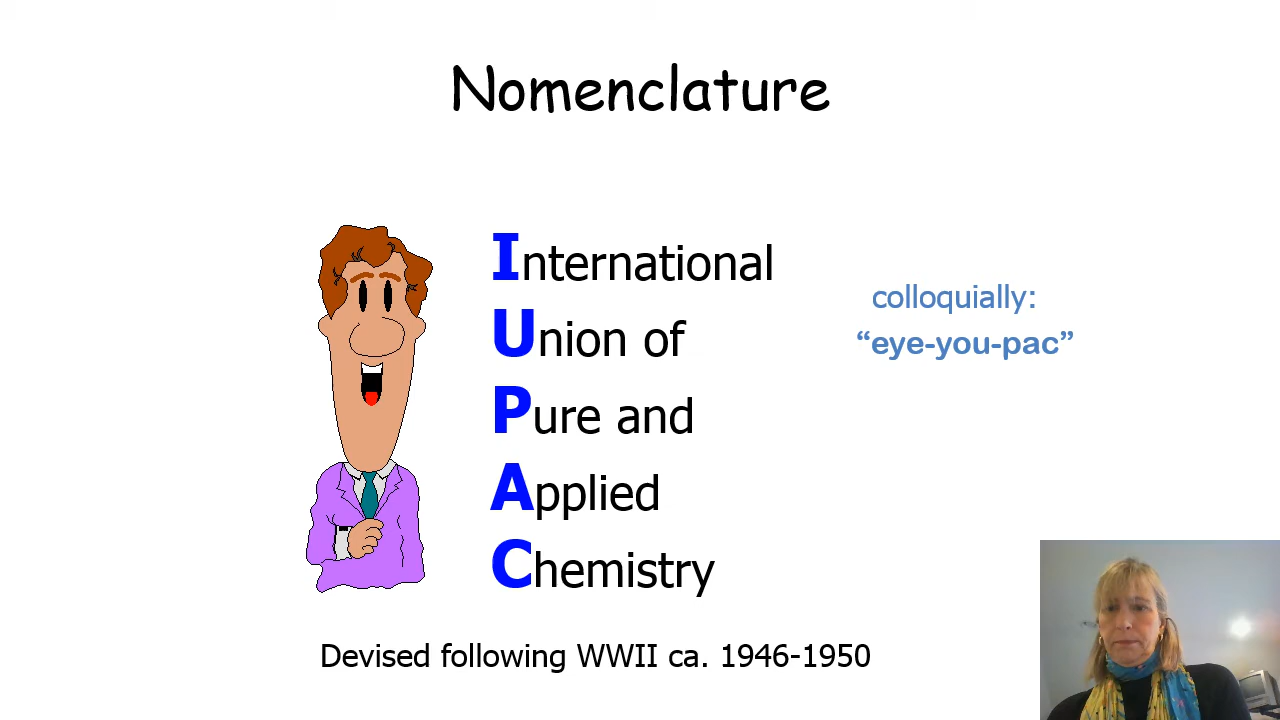 Nomenclature
International
Union of
Pure and
Applied
Chemistry
colloquially:
“eye-you-pac”
Devised following WWII ca. 1946-1950